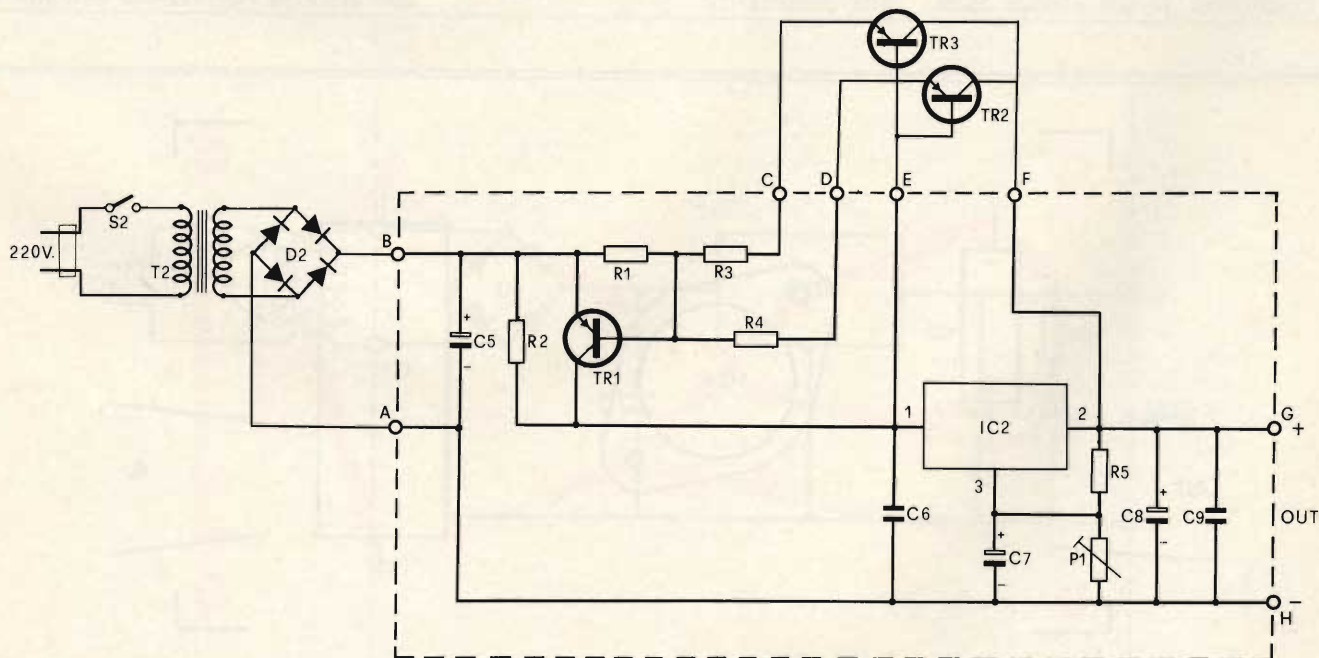 TR3
TR2
C D E F
S2
B
220V.
T2
D2
R1 R3
R4
C5 R2
TR1
+
-
A
1 IC2 2
G
+
3
R5
C6
+
C7
-
P1
+
C8
-
C9
OUT
-
H